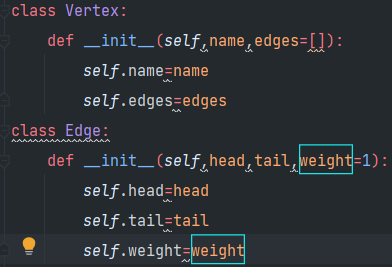 class Vertex:
    def __init__(self,name,edges=[]):
        self.name=name
        self.edges=edges
class Edge:
    def __init__(self,head,tail,weight=1):
        self.head=head
        self.tail=tail
        self.weight=weight